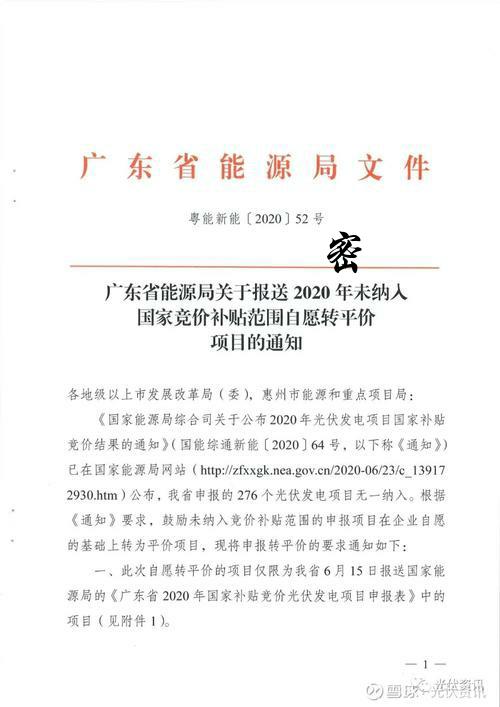 广东省能源局文件
粤能新能〔2020〕52号
密
广东省能源局关于报送2020年未纳入
国家竞价补贴范围自愿转平价
项目的通知
各地级以上市发展改革局(委),惠州市能源和重点项目局:
《国家能源局综合司关于公布2020年光伏发电项目国家补贴
竞价结果的通知》(国能综通新能〔2020〕64号,以下称《通知》)
已在国家能源局网站(http://zfxxgk.nea.gov.cn/2020-06/23/c_13917
2930.htm)公布,我省申报的276个光伏发电项目无一纳入。根据
《通知》要求,鼓励未纳入竞价补贴范围的申报项目在企业自愿
的基础上转为平价项目,现将申报转平价的要求通知如下:
一、此次自愿转平价的项目仅限为我省6月15日报送国家能
源局的《广东省2020年国家补贴竞价光伏发电项目申报表》中的
项目(见附件1)。
— 1 —
光伏资讯
雪球:光伏资讯